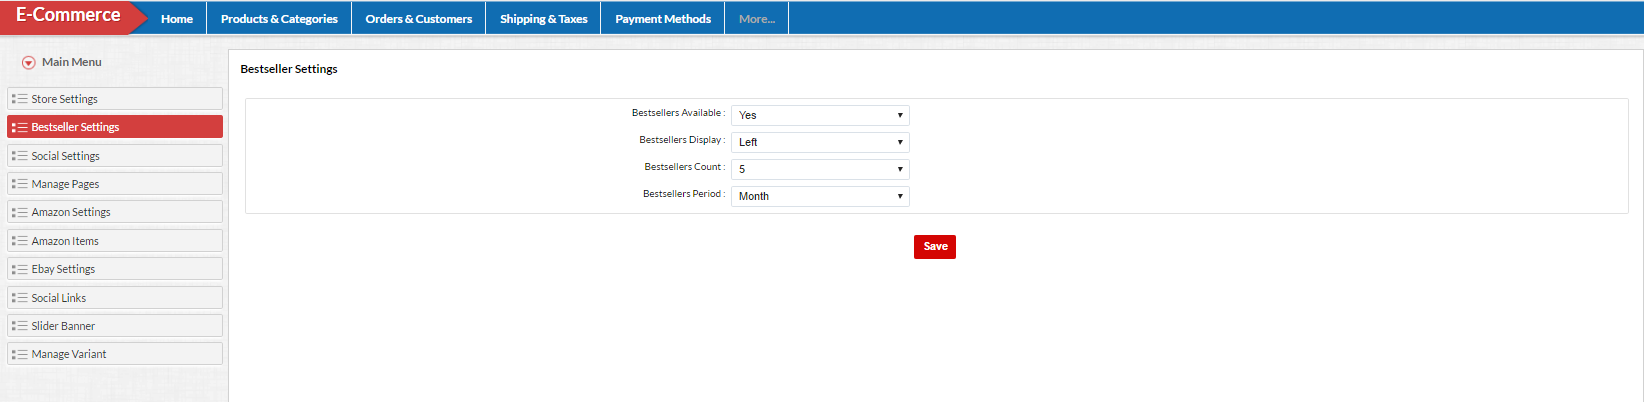 E-Commerce
Home
Products & Categories
Orders & Customers
Shipping & Taxes
Payment Methods
More...
Main Menu
Store Settings
Bestseller Settings
Social Settings
Manage Pages
Amazon Settings
Amazon Items
Ebay Settings
Social Links
Slider Banner
Manage Variant
Bestseller Settings
Bestsellers Available : Yes
Bestsellers Display : Left
Bestsellers Count : 5
Bestsellers Period : Month
Save